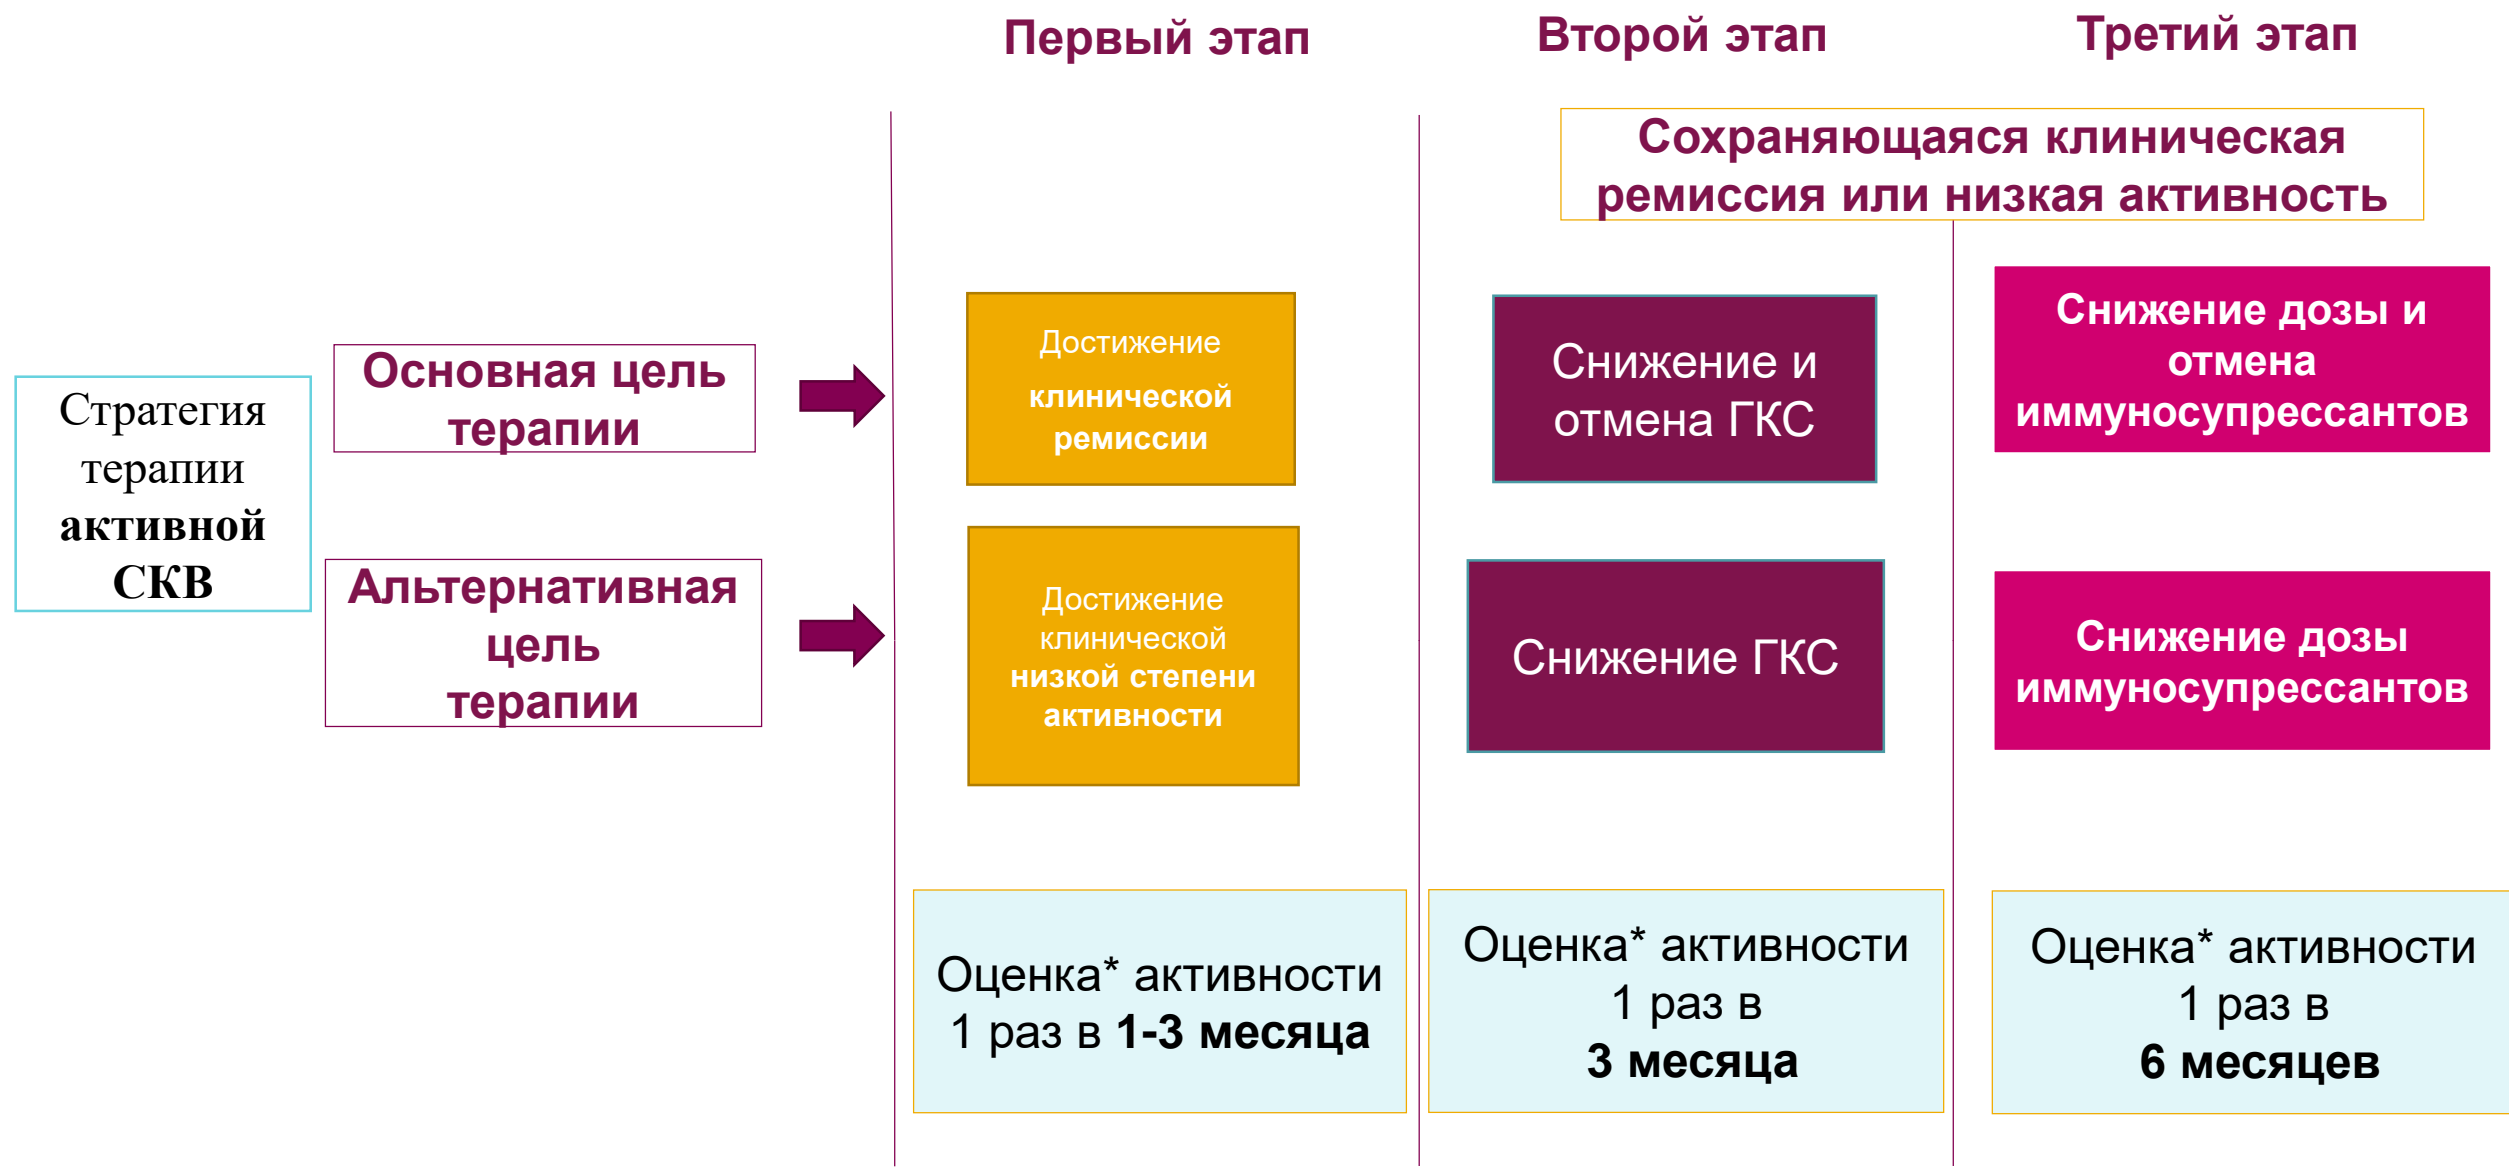 Первый этап
Второй этап
Третий этап
Сохраняющаяся клиническая
ремиссия или низкая активность
Стратегия
терапии
активной
СКВ
Основная цель
терапии
Достижение
клинической
ремиссии
Снижение и
отмена ГКС
Снижение дозы и
отмена
иммуносупрессантов
Альтернативная
цель
терапии
Достижение
клинической
низкой степени
активности
Снижение ГКС
Снижение дозы
иммуносупрессантов
Оценка* активности
1 раз в 1-3 месяца
Оценка* активности
1 раз в
3 месяца
Оценка* активности
1 раз в
6 месяцев